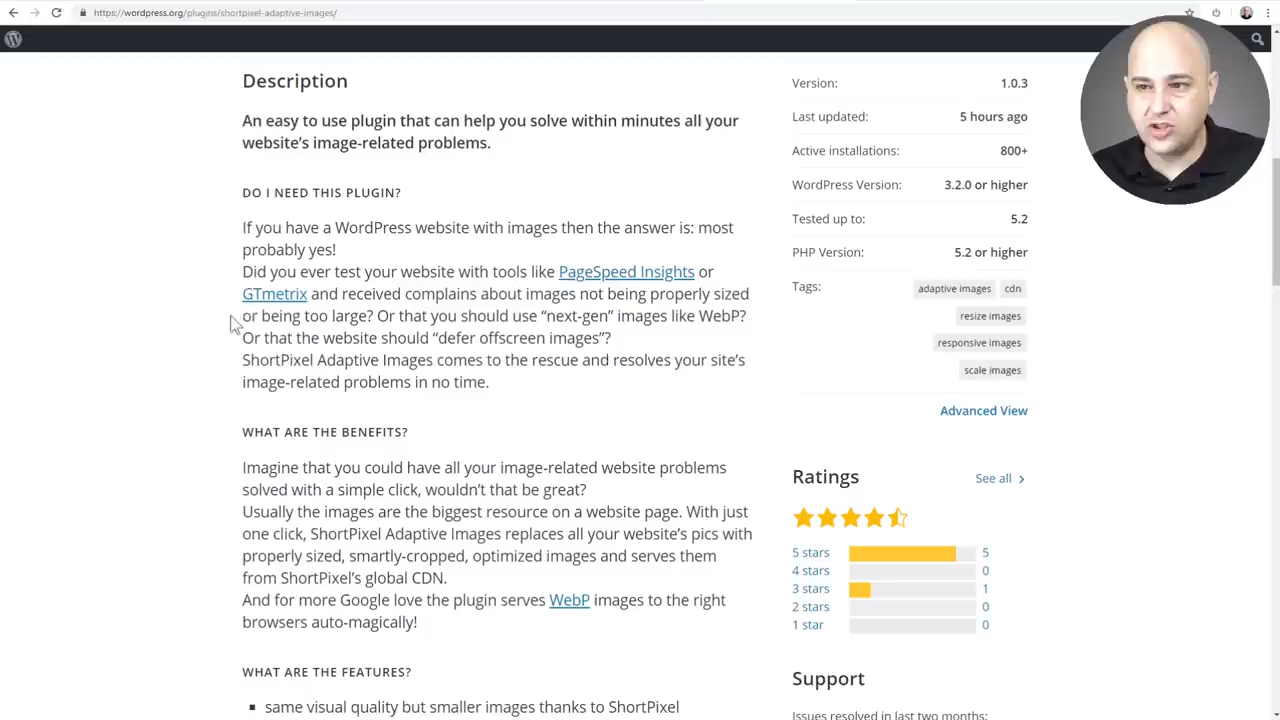 https://wordpress.org/plugins/shortpixel-adaptive-images/
Description
An easy to use plugin that can help you solve within minutes all your
website's image-related problems.
DO I NEED THIS PLUGIN?
If you have a WordPress website with images then the answer is: most
probably yes!
Did you ever test your website with tools like PageSpeed Insights or
GTmetrix and received complains about images not being properly sized
or being too large? Or that you should use “next-gen” images like WebP?
Or that the website should “defer offscreen images”?
ShortPixel Adaptive Images comes to the rescue and resolves your site's
image-related problems in no time.
WHAT ARE THE BENEFITS?
Imagine that you could have all your image-related website problems
solved with a simple click, wouldn't that be great?
Usually the images are the biggest resource on a website page. With just
one click, ShortPixel Adaptive Images replaces all your website's pics with
properly sized, smartly-cropped, optimized images and serves them
from ShortPixel's global CDN.
And for more Google love the plugin serves WebP images to the right
browsers auto-magically!
WHAT ARE THE FEATURES?
same visual quality but smaller images thanks to ShortPixel
Version: 1.0.3
Last updated: 5 hours ago
Active installations: 800+
WordPress Version: 3.2.0 or higher
Tested up to: 5.2
PHP Version: 5.2 or higher
Tags: adaptive images cdn
resize images
responsive images
scale images
Advanced View
Ratings See all
5 stars 5
4 stars 0
3 stars 1
2 stars 0
1 star 0
Support
Issues resolved in last two months: